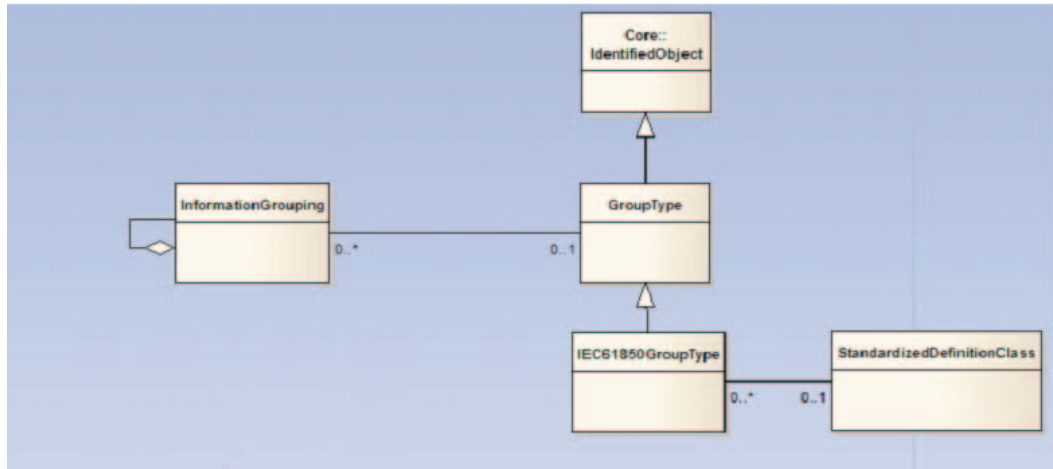 Core::
IdentifiedObject
InformationGrouping
GroupType
0..*
0..1
IEC61850GroupType
StandardizedDefinitionClass
0..*
0..1